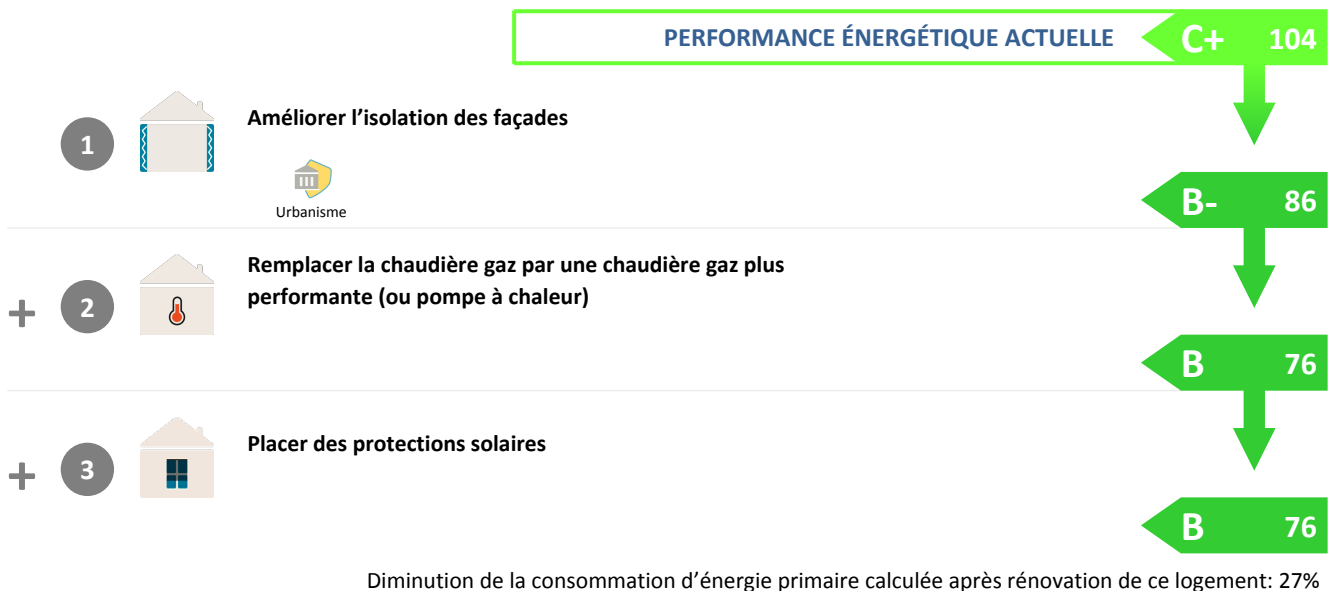 PERFORMANCE ÉNERGÉTIQUE ACTUELLE C+ 104
1 Améliorer l’isolation des façades
Urbanisme
B- 86
+ 2 Remplacer la chaudière gaz par une chaudière gaz plus
performante (ou pompe à chaleur)
B 76
+ 3 Placer des protections solaires
B 76
Diminution de la consommation d’énergie primaire calculée après rénovation de ce logement: 27%